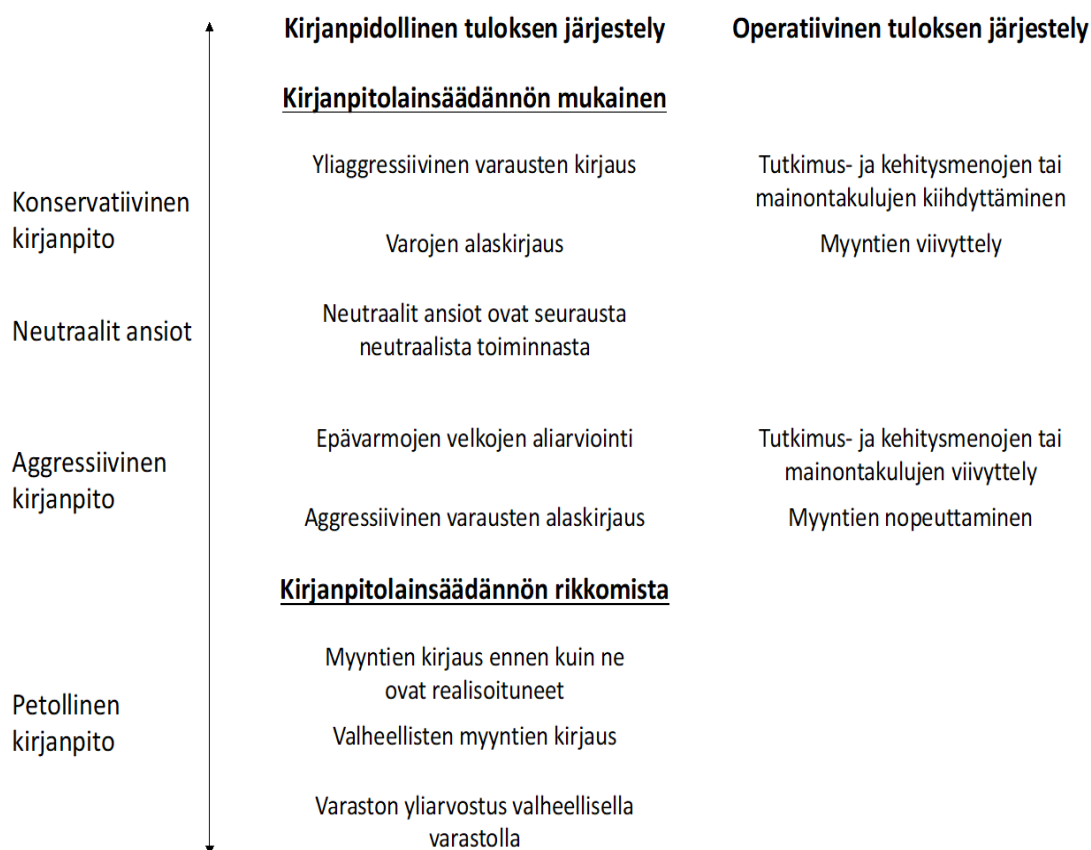 Kirjanpidollinen tuloksen järjestely
Operatiivinen tuloksen järjestely
Kirjanpitolainsäädännön mukainen
Konservatiivinen
kirjanpito
Yliaggressiivinen varausten kirjaus
Tutkimus- ja kehitysmenojen tai
mainontakulujen kiihdyttäminen
Varojen alaskirjaus
Myyntien viivyttely
Neutraalit ansiot
Neutraalit ansiot ovat seurausta
neutraalista toiminnasta
Aggressiivinen
kirjanpito
Epävarmojen velkojen aliarviointi
Tutkimus- ja kehitysmenojen tai
mainontakulujen viivyttely
Aggressiivinen varausten alaskirjaus
Myyntien nopeuttaminen
Kirjanpitolainsäädännön rikkomista
Petollinen
kirjanpito
Myyntien kirjaus ennen kuin ne
ovat realisoituneet
Valheellisten myyntien kirjaus
Varaston yliarvostus valheellisella
varastolla